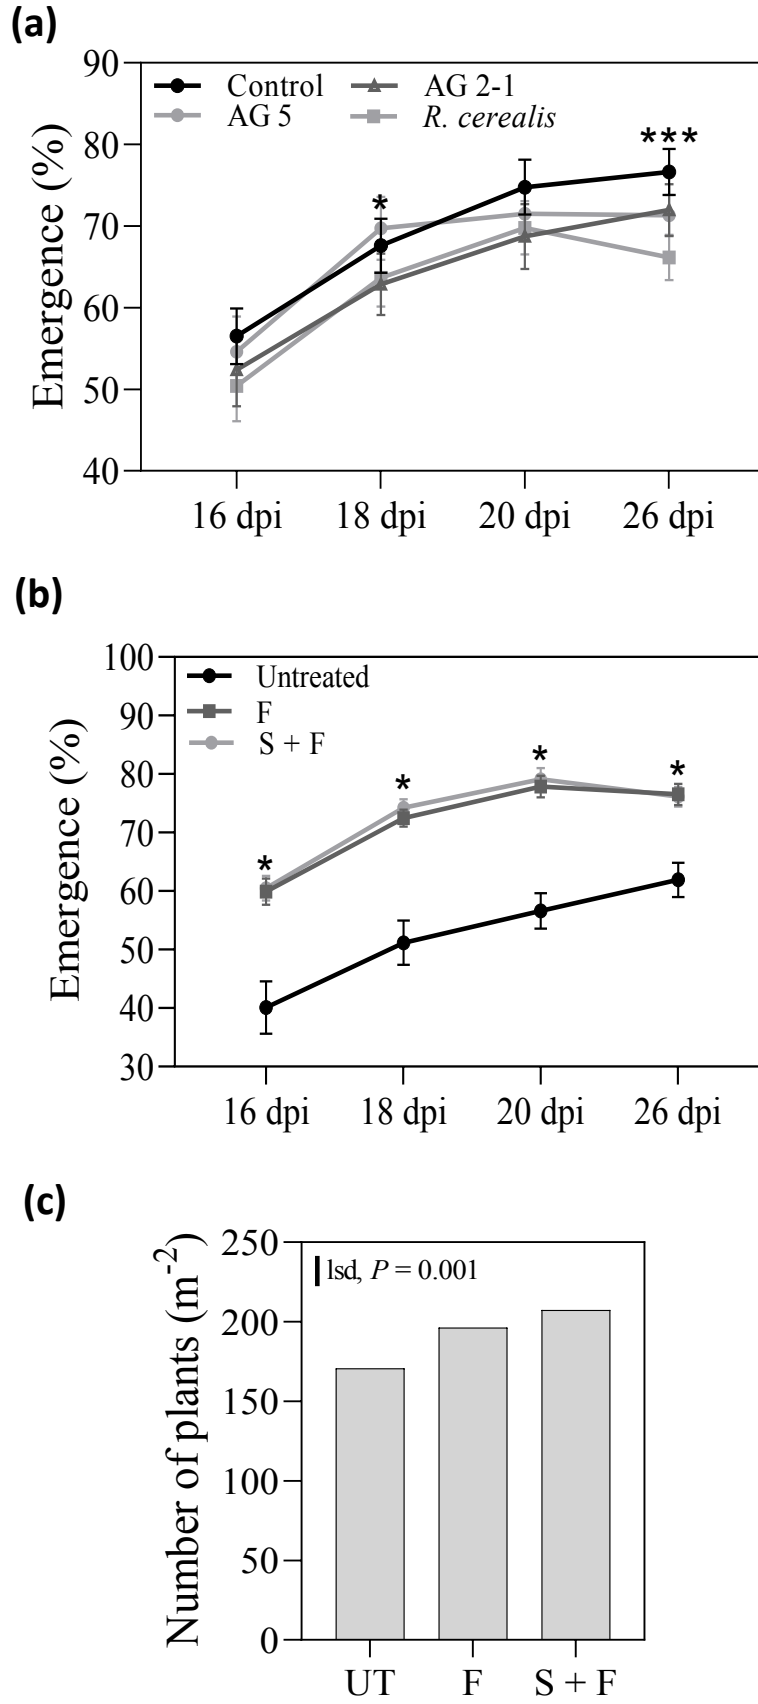 (a)
90
Control AG 2-1
AG 5 R. cerealis
80
***
Emergence (%)
70
*
60
50
40
16 dpi 18 dpi 20 dpi 26 dpi
(b)
100
Untreated
90
F
S + F
80
* * * *
Emergence (%)
70
60
50
40
30
16 dpi 18 dpi 20 dpi 26 dpi
(c)
250
lsd, P = 0.001
Number of plants (m⁻²)
200
150
100
50
0
UT F S + F